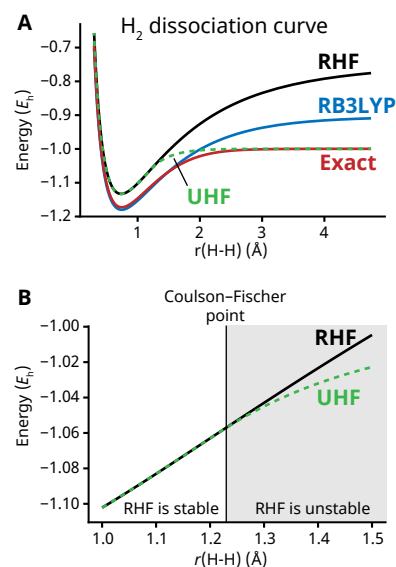 A
H₂ dissociation curve
Energy (Eₕ)
−0.7
−0.8
−0.9
−1.0
−1.1
−1.2
RHF
RB3LYP
Exact
UHF
1
2
3
4
r(H-H) (Å)
B
Coulson–Fischer
point
Energy (Eₕ)
−1.00
−1.02
−1.04
−1.06
−1.08
−1.10
RHF
UHF
RHF is stable
RHF is unstable
1.0
1.1
1.2
1.3
1.4
1.5
r(H-H) (Å)